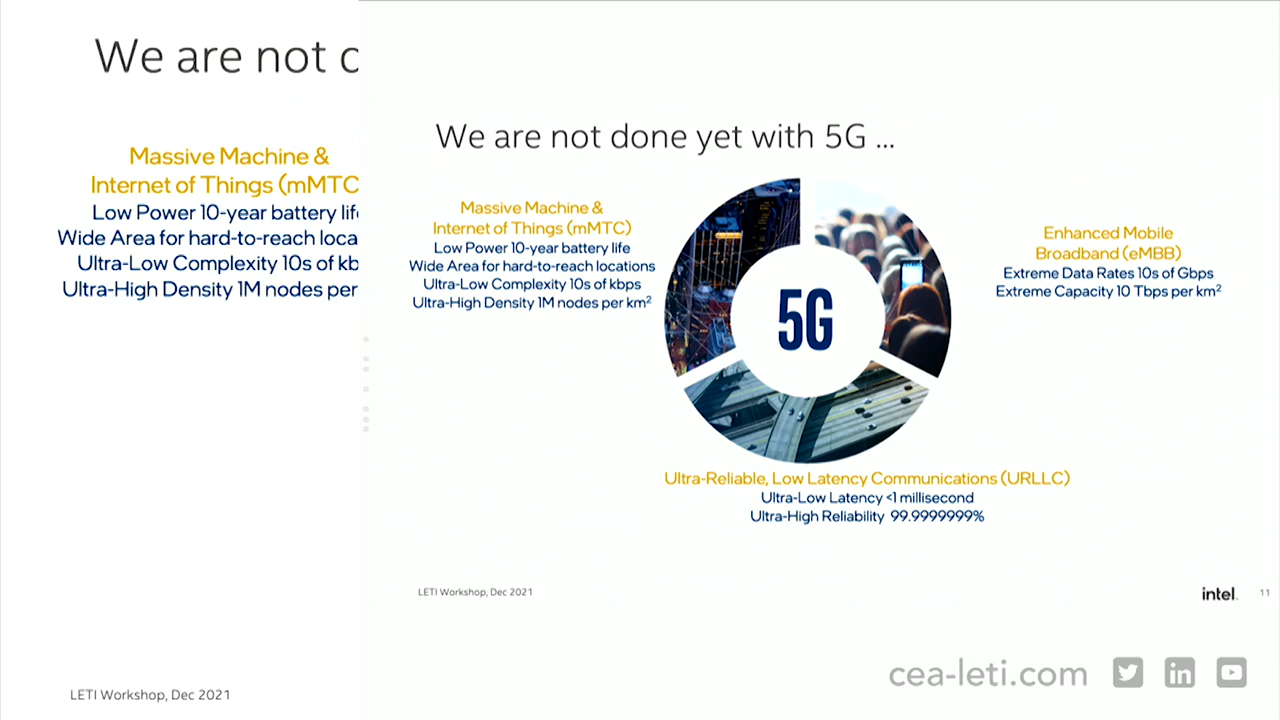 We are not
Massive Machine &
Internet of Things (mMTC
Low Power 10-year battery
Wide Area for hard-to-reach
Ultra-Low Complexity 10s of
Ultra-High Density 1M nodes per
LETI Workshop, Dec 2021
We are not done yet with 5G ...
Massive Machine &
Internet of Things (mMTC)
Low Power 10-year battery life
Wide Area for hard-to-reach locations
Ultra-Low Complexity 10s of kbps
Ultra-High Density 1M nodes per km²
5G
Enhanced Mobile
Broadband (eMBB)
Extreme Data Rates 10s of Gbps
Extreme Capacity 10 Tbps per km²
Ultra-Reliable, Low Latency Communications (URLLC)
Ultra-Low Latency <1 millisecond
Ultra-High Reliability 99.9999999%
LETI Workshop, Dec 2021
intel.
11
cea-leti.com
in